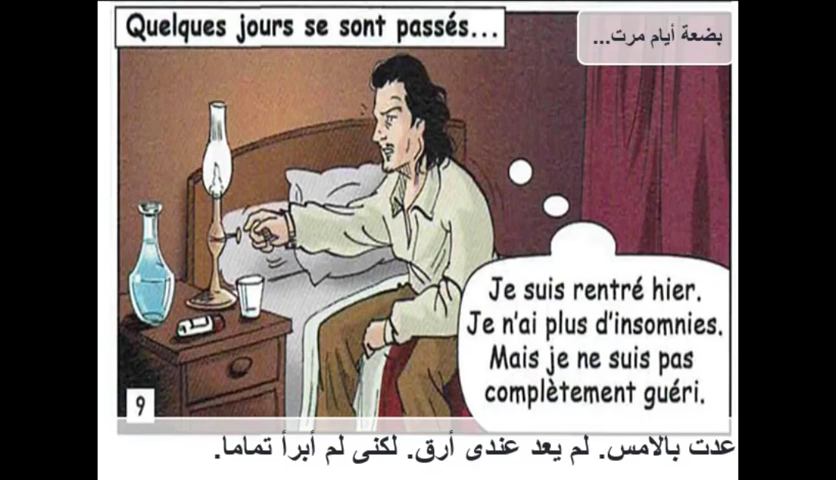 Quelques jours se sont passés...
بضعة أيام مرت...
Je suis rentré hier.
Je n'ai plus d'insomnies.
Mais je ne suis pas
complètement guéri.
9
عدت بالامس. لم يعد عندى أرق. لكنى لم أبرأ تماما.